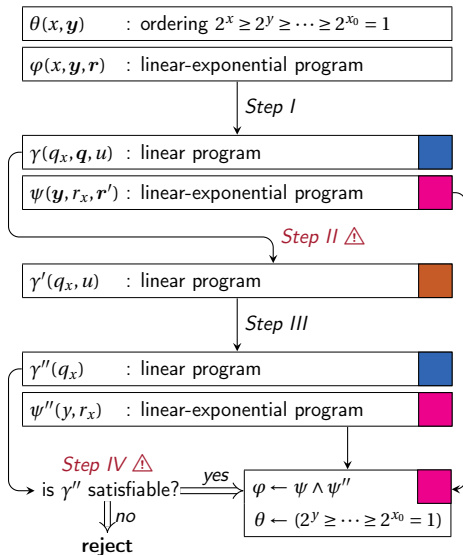 θ(x, y) : ordering 2^x ≥ 2^y ≥ ⋯ ≥ 2^{x_0} = 1
φ(x, y, r) : linear-exponential program
Step I
γ(q_x, q, u) : linear program
ψ(y, r_x, r′) : linear-exponential program
Step II ⚠
γ′(q_x, u) : linear program
Step III
γ″(q_x) : linear program
ψ″(y, r_x) : linear-exponential program
Step IV ⚠
is γ″ satisfiable?
yes
no
reject
φ ← ψ ∧ ψ″
θ ← (2^y ≥ ⋯ ≥ 2^{x_0} = 1)